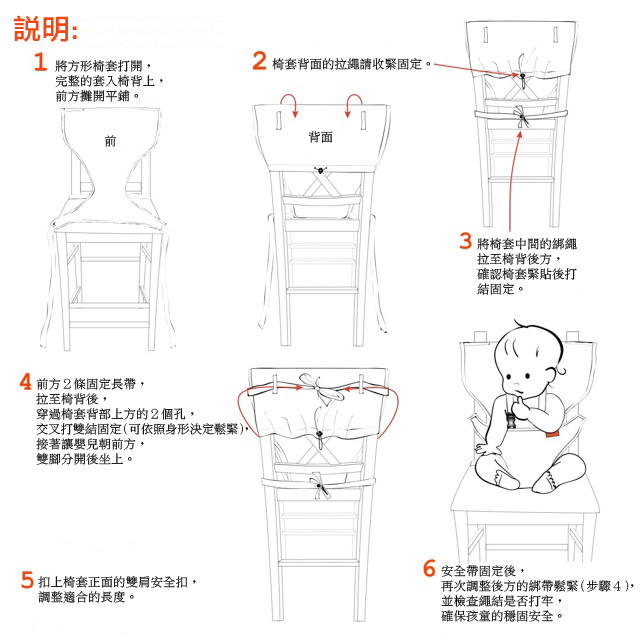 説明:
1 將方形椅套打開，
完整的套入椅背上，
前方攤開平鋪。
前
2 椅套背面的拉繩請收緊固定。
背面
3 將椅套中間的綁繩
拉至椅背後方，
確認椅套緊貼後打
結固定。
4 前方２條固定長帶，
拉至椅背後，
穿過椅套背部上方的２個孔，
交叉打雙結固定(可依照身形決定鬆緊)，
接著讓嬰兒朝前方，
雙腳分開後坐上。
5 扣上椅套正面的雙肩安全扣，
調整適合的長度。
6 安全帶固定後，
再次調整後方的綁帶鬆緊(步驟４)，
並檢查繩結是否打牢，
確保孩童的穩固安全。